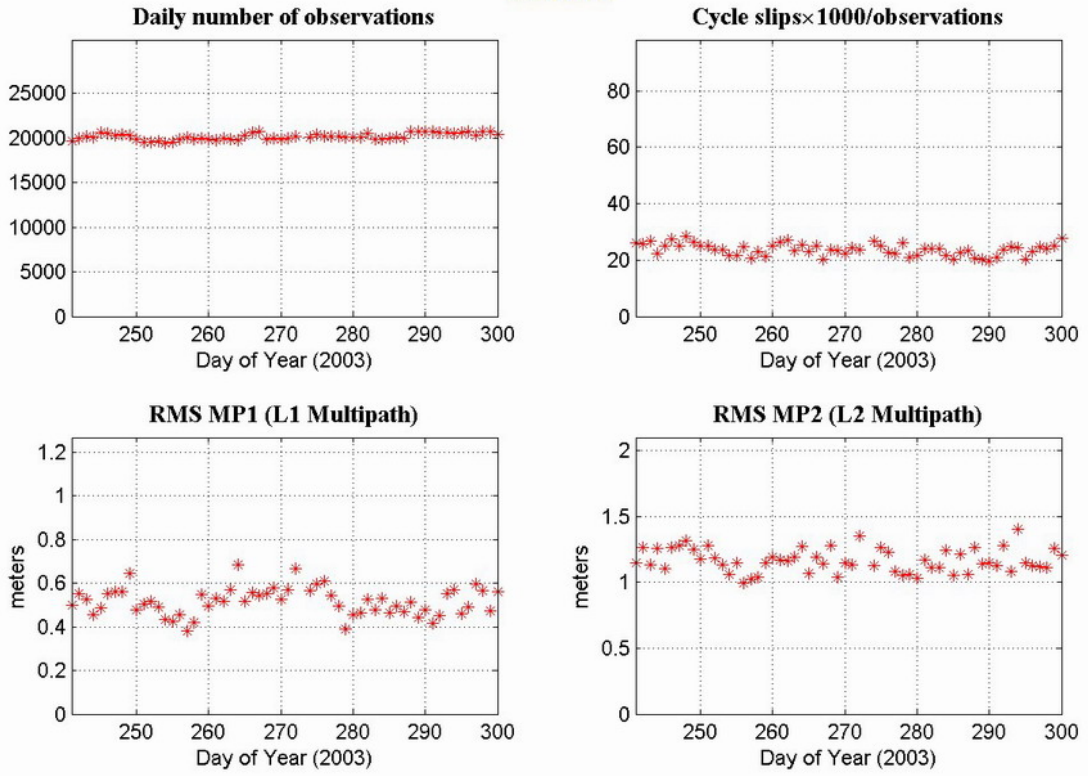 Daily number of observations
25000
20000
15000
10000
5000
0
250 260 270 280 290 300
Day of Year (2003)
Cycle slips×1000/observations
80
60
40
20
0
250 260 270 280 290 300
Day of Year (2003)
RMS MP1 (L1 Multipath)
meters
1.2
1
0.8
0.6
0.4
0.2
0
250 260 270 280 290 300
Day of Year (2003)
RMS MP2 (L2 Multipath)
meters
2
1.5
1
0.5
0
250 260 270 280 290 300
Day of Year (2003)